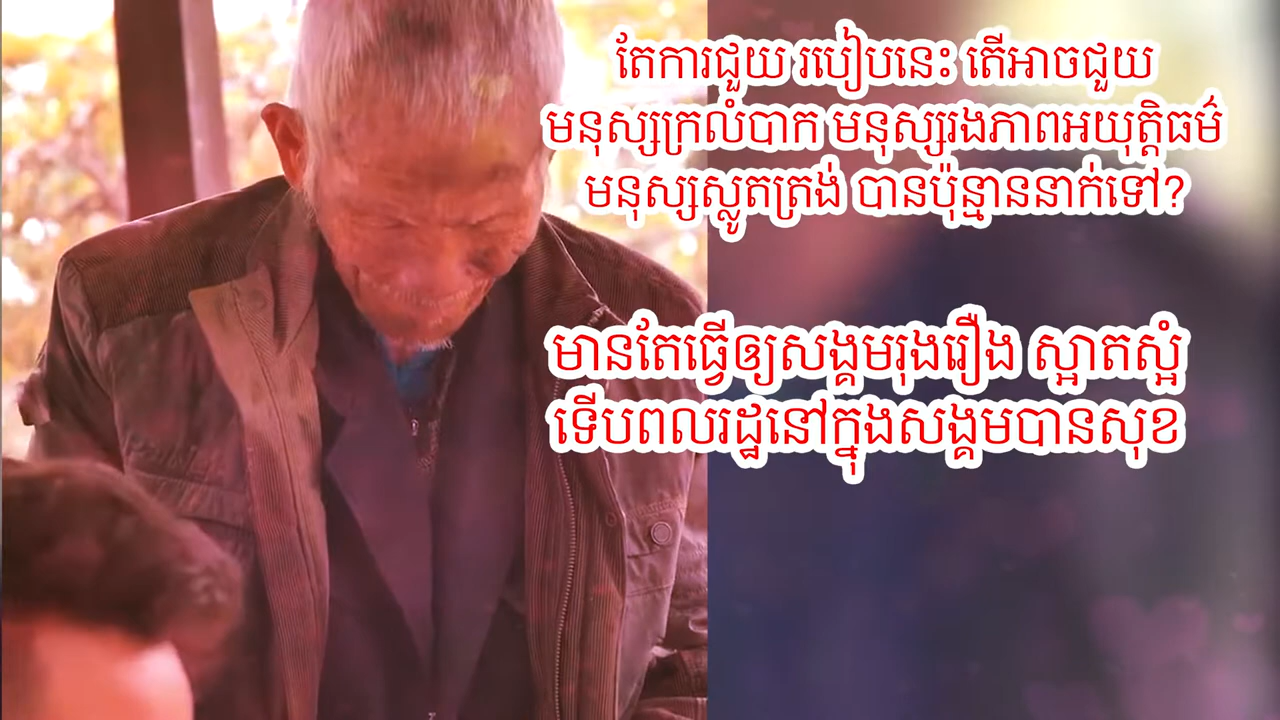 តែការជួយ របៀបនេះ តើអាចជួយ
មនុស្សក្រលំបាក មនុស្សរងភាពអយុត្តិធម៌
មនុស្សស្លូតត្រង់ បានប៉ុន្មាននាក់ទៅ?
មានតែធ្វើឲ្យសង្គមរុងរឿង ស្អាតស្អំ
ទើបពលរដ្ឋនៅក្នុងសង្គមបានសុខ